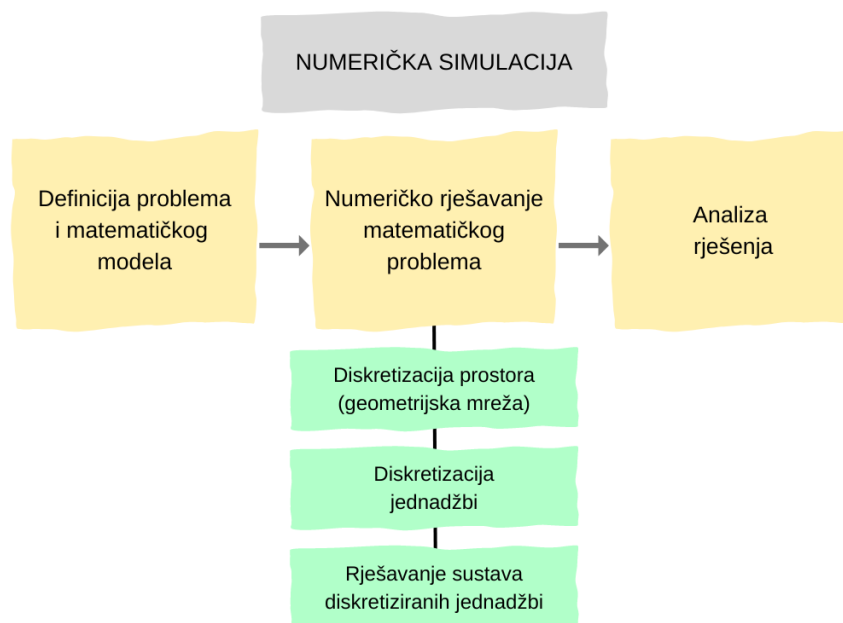 NUMERIČKA SIMULACIJA
Definicija problema
i matematičkog
modela
Numeričko rješavanje
matematičkog
problema
Analiza
rješenja
Diskretizacija prostora
(geometrijska mreža)
Diskretizacija
jednadžbi
Rješavanje sustava
diskretiziranih jednadžbi